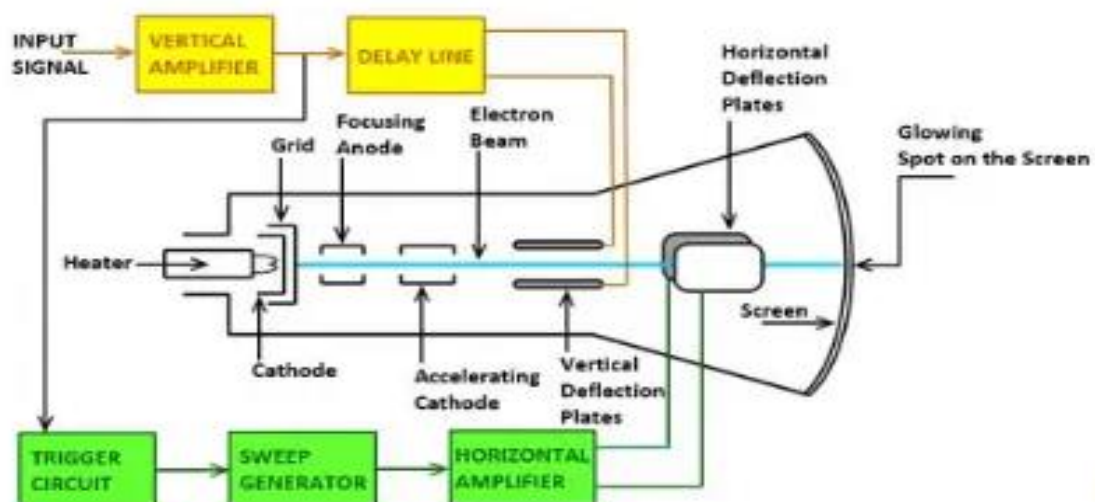 INPUT
SIGNAL
VERTICAL
AMPLIFIER
DELAY LINE
Horizontal
Deflection
Plates
Focusing
Anode
Electron
Beam
Grid
Glowing
Spot on the Screen
Heater
Screen
Cathode
Accelerating
Cathode
Vertical
Deflection
Plates
TRIGGER
CIRCUIT
SWEEP
GENERATOR
HORIZONTAL
AMPLIFIER